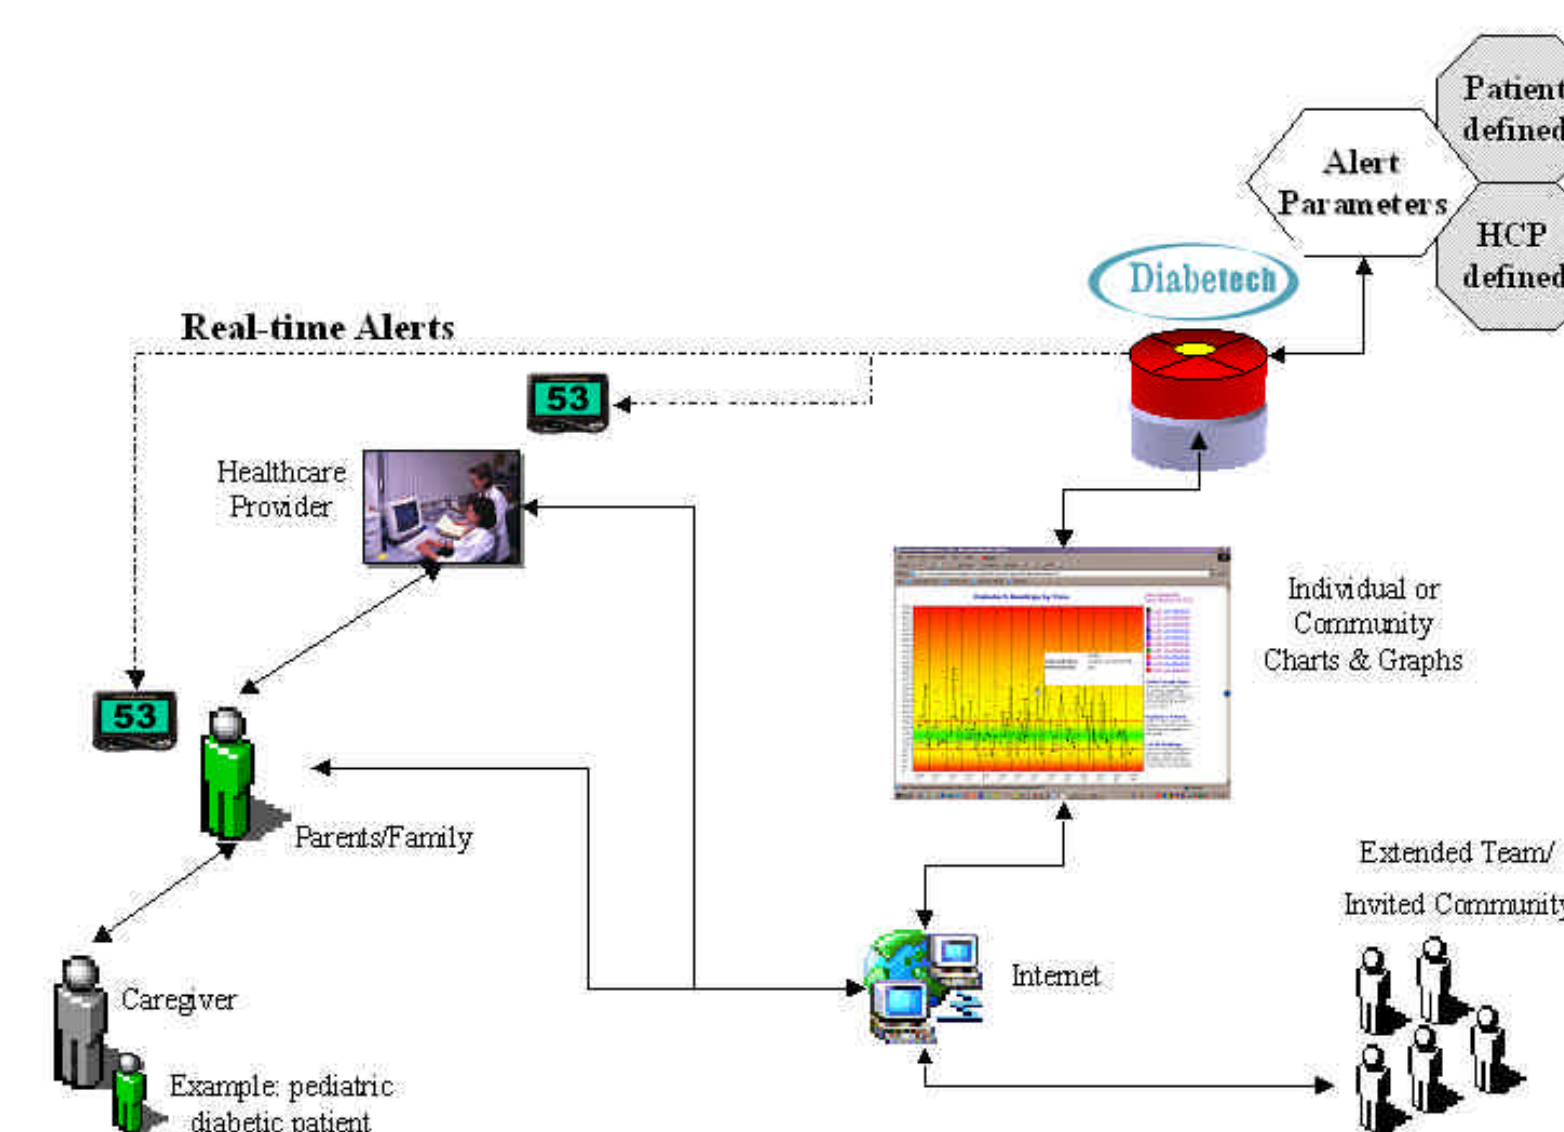 Patient
defined
Alert
Parameters
HCP
defined
Diabetech
Real-time Alerts
53
Healthcare
Provider
Individual or
Community
Charts & Graphs
53
Parents/Family
Extended Team/
Invited Community
Internet
Caregiver
Example: pediatric
diabetic patient